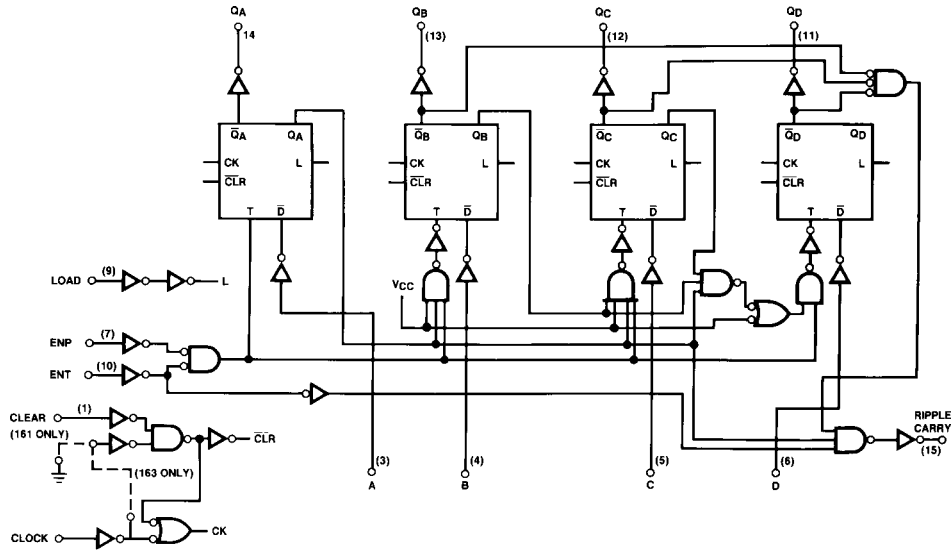 QA QB QC QD
14 (13) (12) (11)
Q̅A QA Q̅B QB Q̅C QC Q̅D QD
CK L CK L CK L CK L
C̅L̅R̅ C̅L̅R̅ C̅L̅R̅ C̅L̅R̅
T D̅ T D̅ T D̅ T D̅
LOAD (9) L
VCC
ENP (7)
ENT (10)
CLEAR (1)
(161 ONLY)
C̅L̅R̅
(163 ONLY)
CLOCK CK
(3) (4) (5) (6)
A B C D
RIPPLE
CARRY
(15)